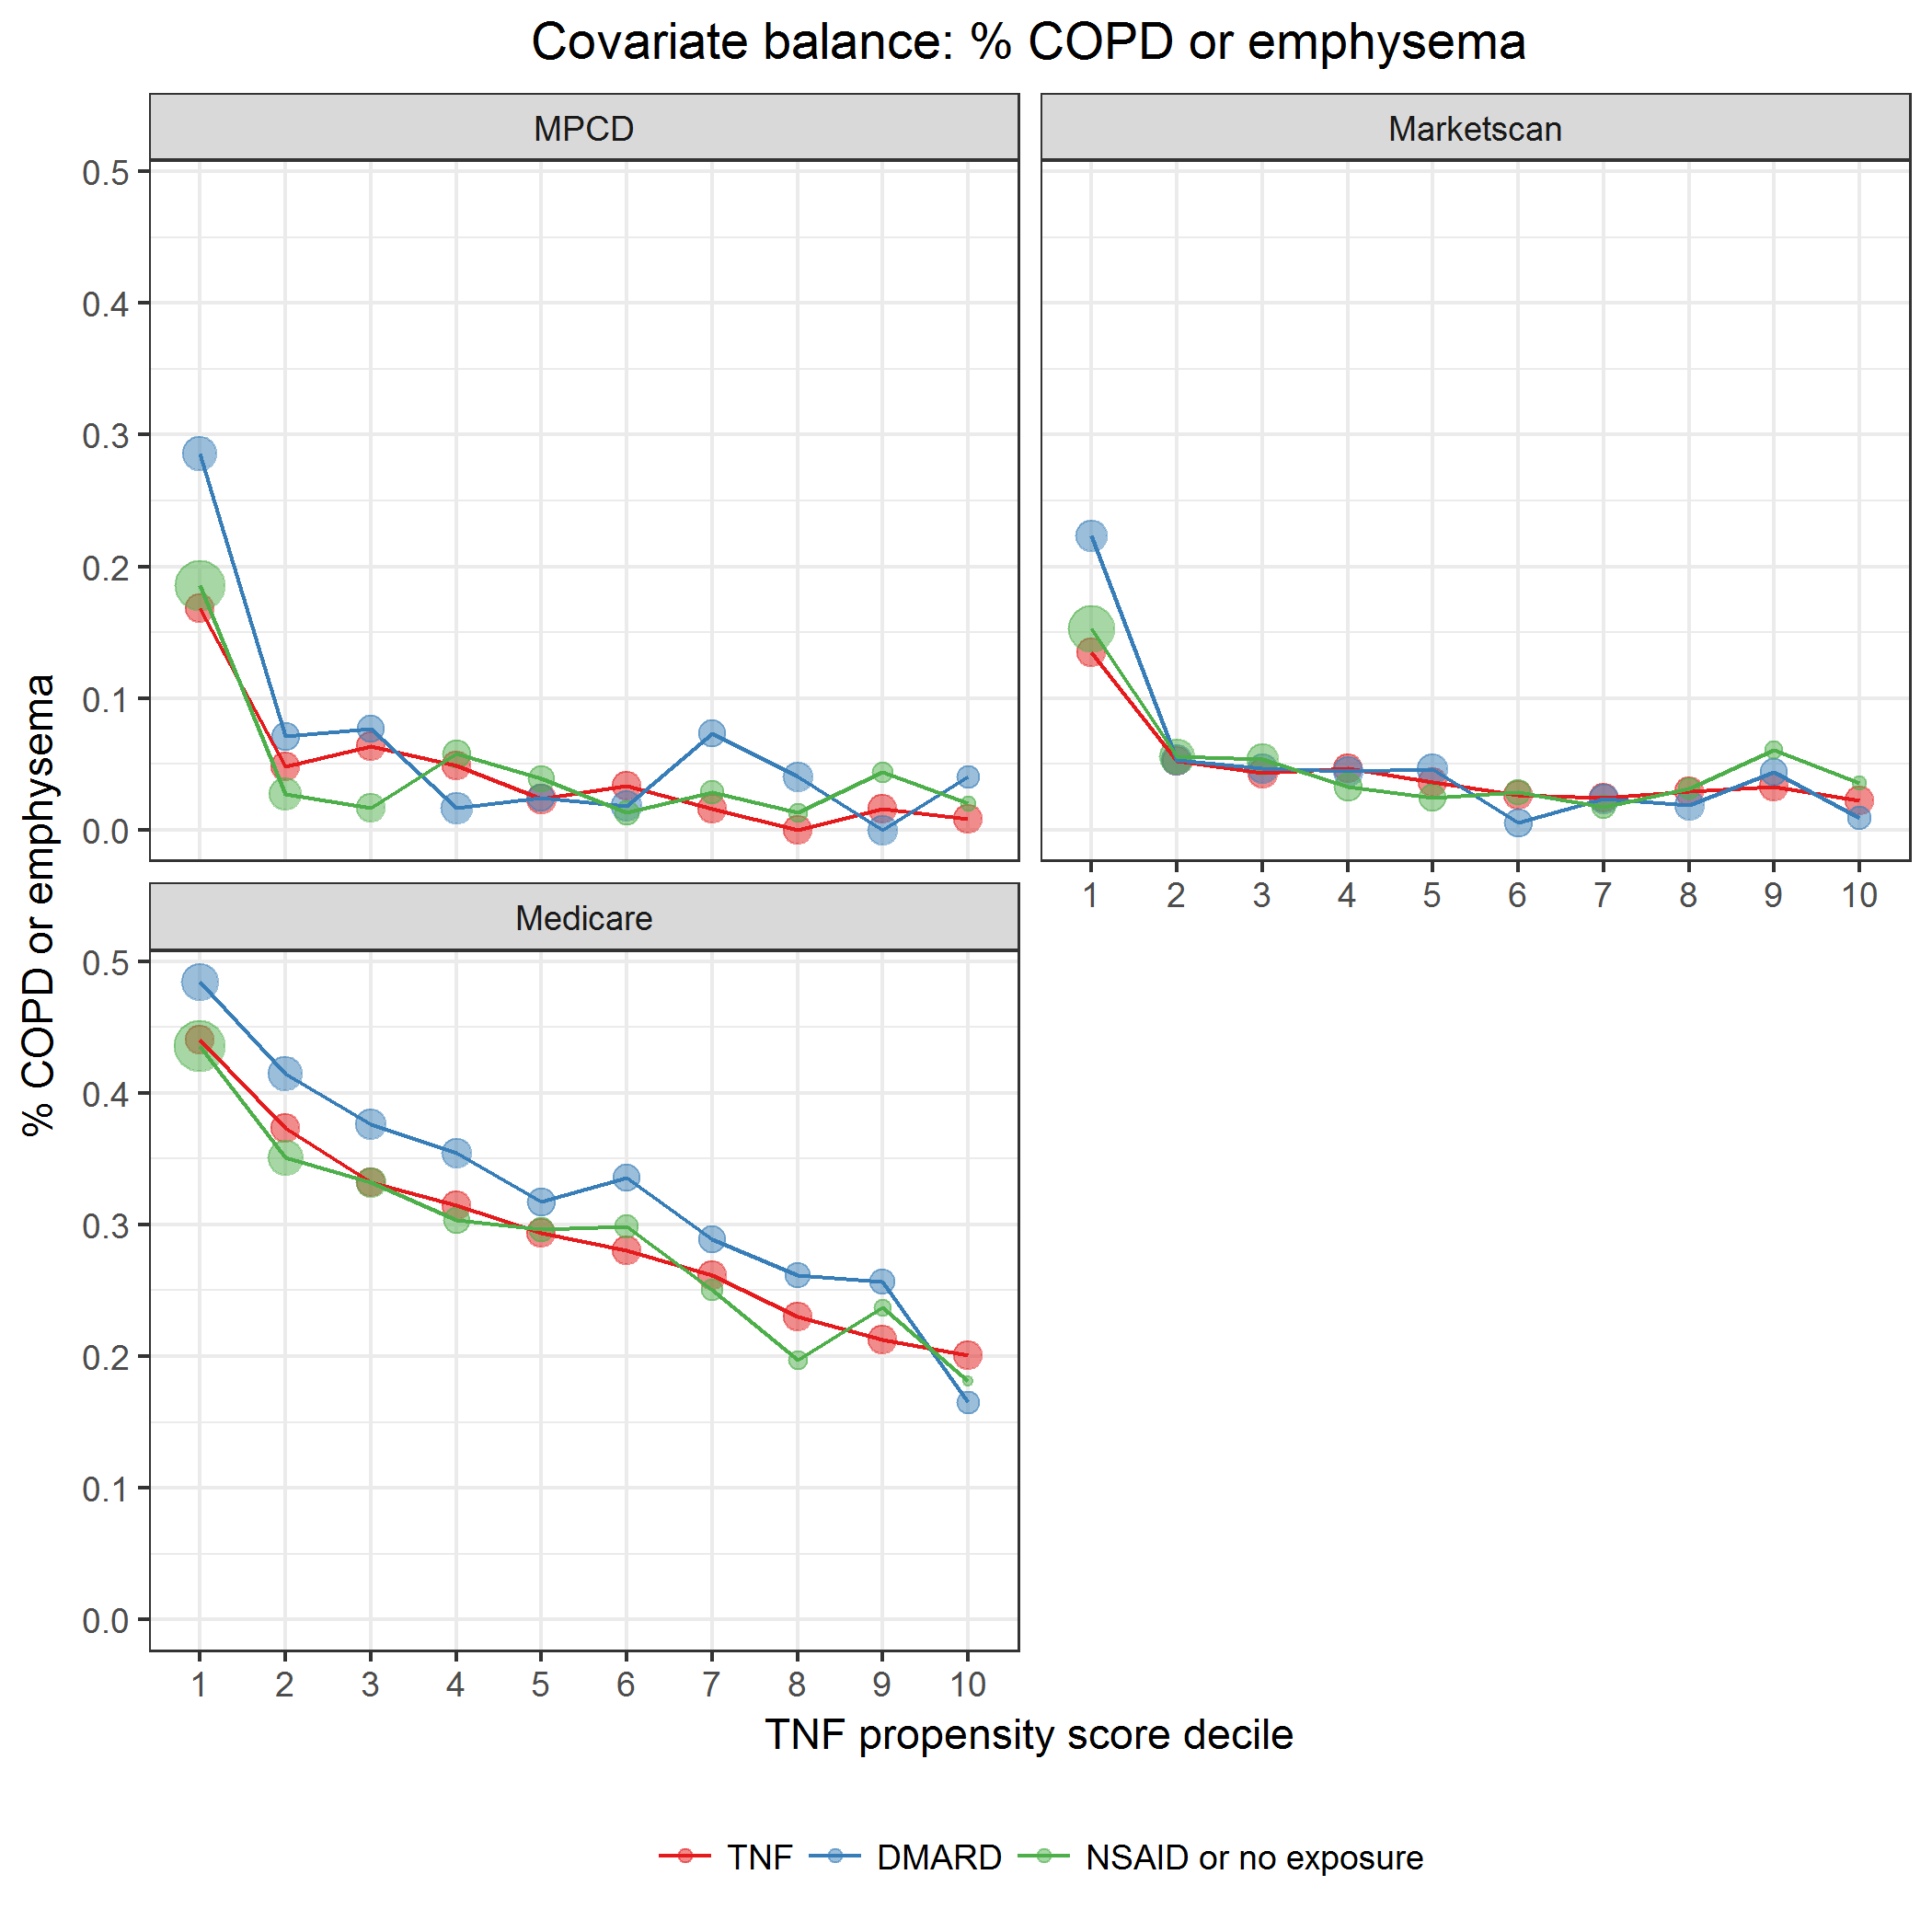 Covariate balance: % COPD or emphysema
MPCD
Marketscan
0.5
0.4
0.3
0.2
0.1
0.0
1 2 3 4 5 6 7 8 9 10
% COPD or emphysema
Medicare
0.5
0.4
0.3
0.2
0.1
0.0
1 2 3 4 5 6 7 8 9 10
TNF propensity score decile
TNF DMARD NSAID or no exposure